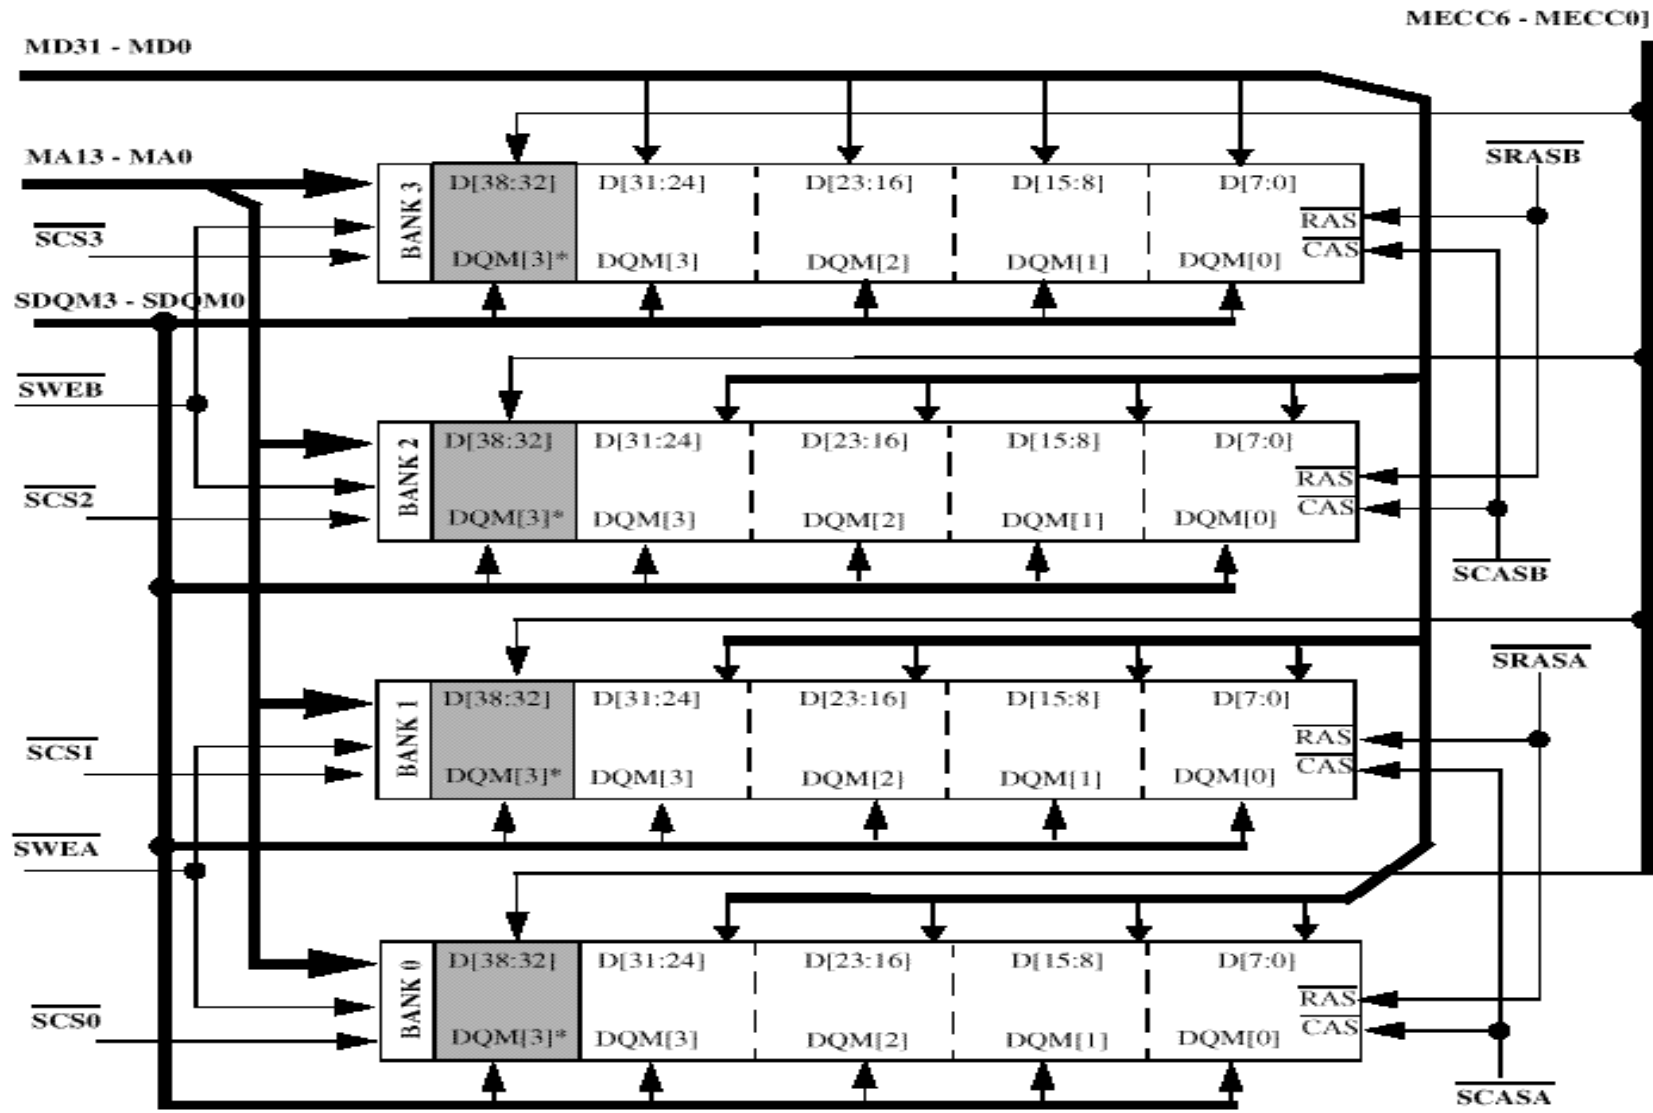 MECC6 - MECC0]
MD31 - MD0
MA13 - MA0
SRASB
BANK 3
D[38:32] D[31:24] D[23:16] D[15:8] D[7:0]
RAS
SCS3
CAS
DQM[3]* DQM[3] DQM[2] DQM[1] DQM[0]
SDQM3 - SDQM0
SWEB
BANK 2
D[38:32] D[31:24] D[23:16] D[15:8] D[7:0]
RAS
SCS2
CAS
DQM[3]* DQM[3] DQM[2] DQM[1] DQM[0]
SCASB
SRASA
BANK 1
D[38:32] D[31:24] D[23:16] D[15:8] D[7:0]
RAS
SCS1
CAS
DQM[3]* DQM[3] DQM[2] DQM[1] DQM[0]
SWEA
BANK 0
D[38:32] D[31:24] D[23:16] D[15:8] D[7:0]
RAS
SCS0
CAS
DQM[3]* DQM[3] DQM[2] DQM[1] DQM[0]
SCASA